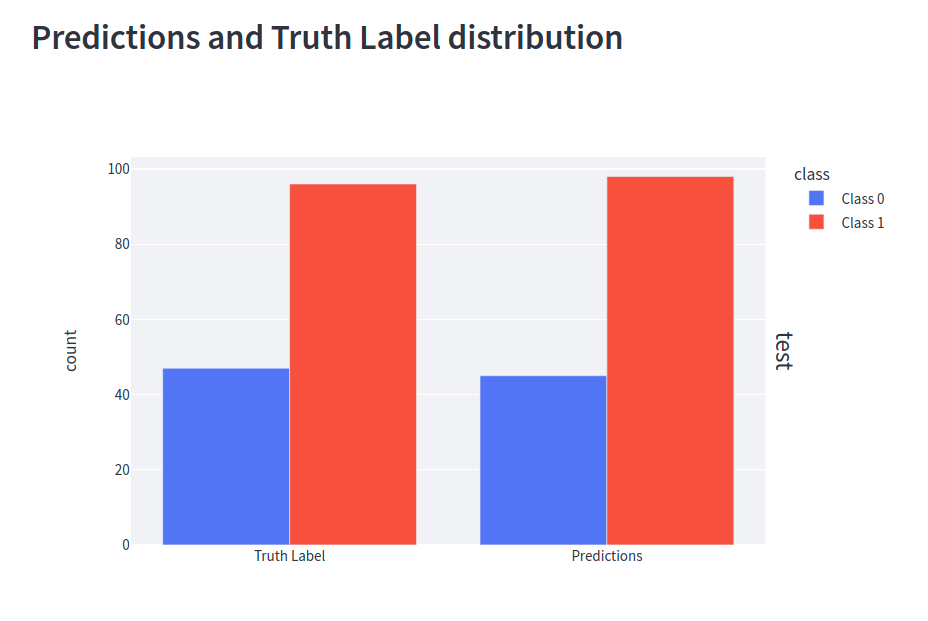 Predictions and Truth Label distribution
100
80
60
40
20
0
count
Truth Label
Predictions
test
class
Class 0
Class 1